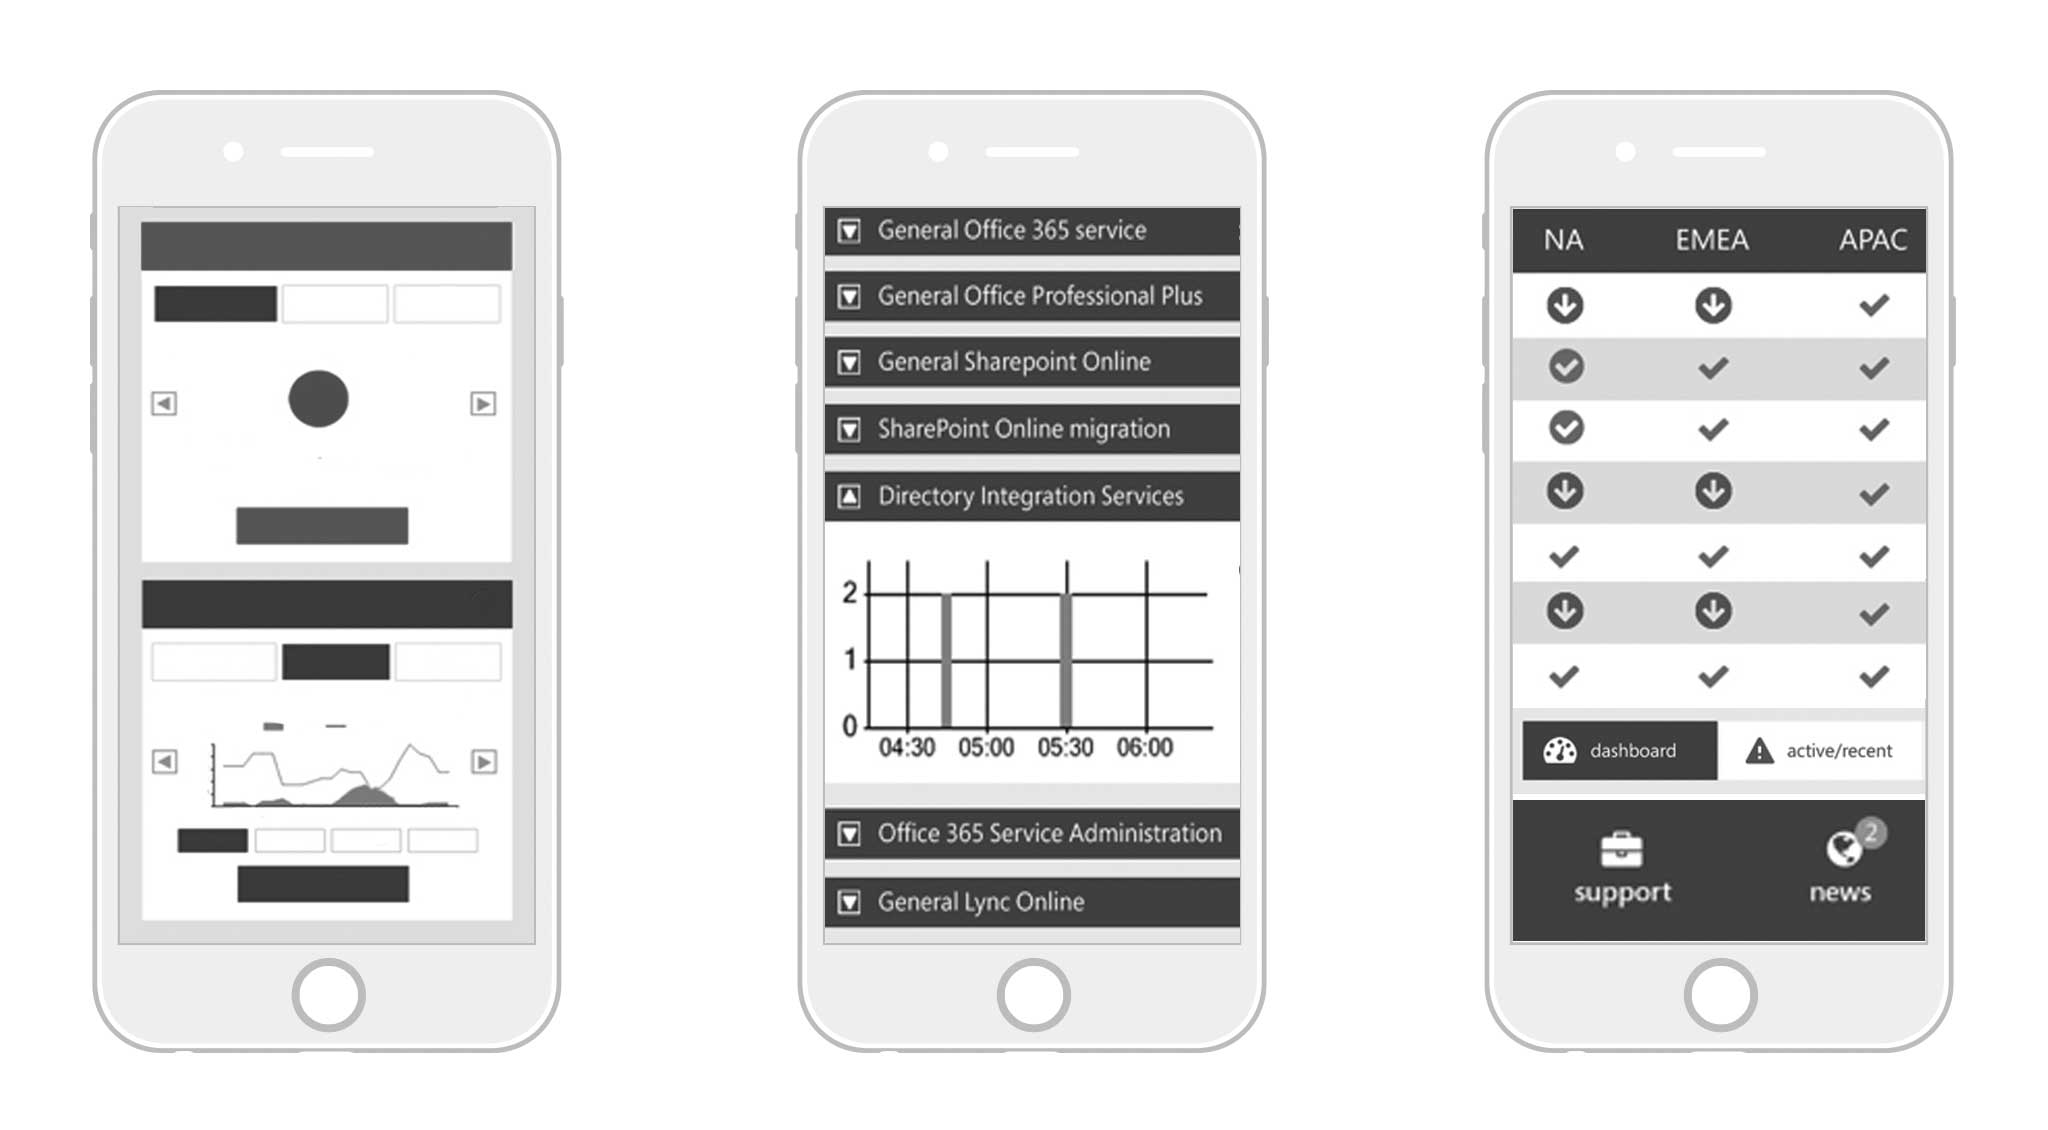 General Office 365 service
General Office Professional Plus
General Sharepoint Online
SharePoint Online migration
Directory Integration Services
2
1
0
04:30 05:00 05:30 06:00
Office 365 Service Administration
General Lync Online
NA EMEA APAC
dashboard active/recent
2
support news